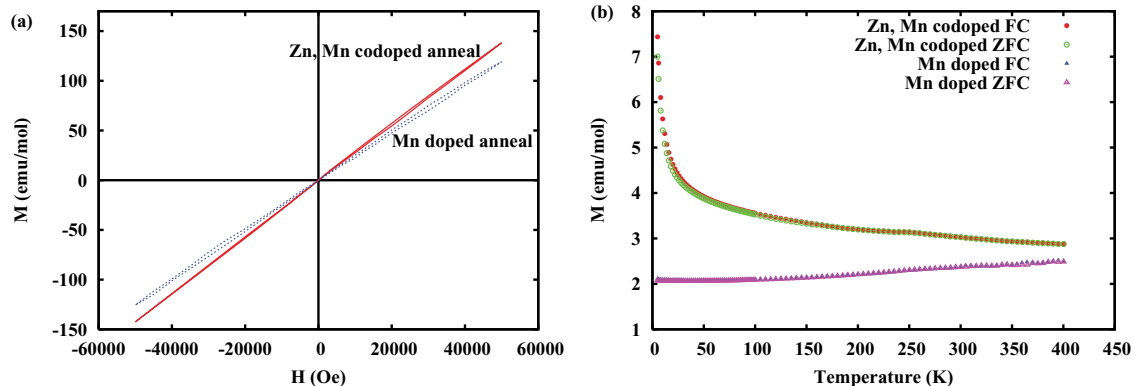 (a)
150
100
50
0
-50
-100
-150
M (emu/mol)
Zn, Mn codoped anneal
Mn doped anneal
-60000 -40000 -20000 0 20000 40000 60000
H (Oe)
(b)
8
7
6
5
4
3
2
1
M (emu/mol)
Zn, Mn codoped FC
Zn, Mn codoped ZFC
Mn doped FC
Mn doped ZFC
0 50 100 150 200 250 300 350 400 450
Temperature (K)